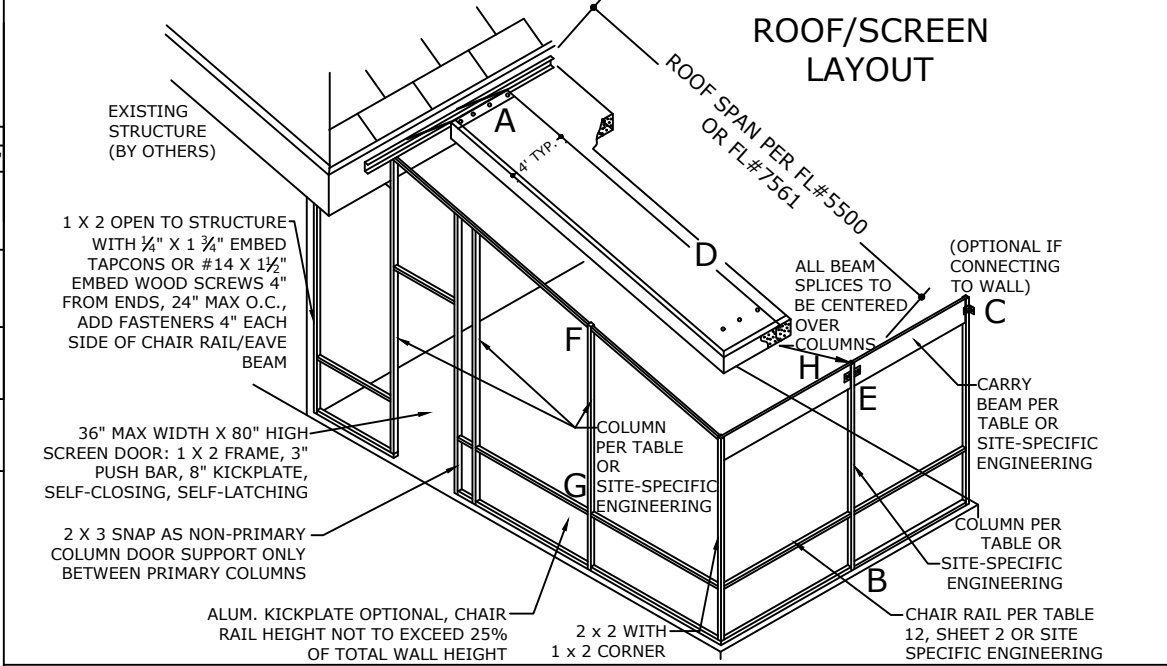 ROOF/SCREEN
LAYOUT
ROOF SPAN PER FL#5500
OR FL#7561
EXISTING
STRUCTURE
(BY OTHERS)
A
4' TYP.
D
1 X 2 OPEN TO STRUCTURE
WITH ¼" X 1 ¾" EMBED
TAPCONS OR #14 X 1½"
EMBED WOOD SCREWS 4"
FROM ENDS, 24" MAX O.C.,
ADD FASTENERS 4" EACH
SIDE OF CHAIR RAIL/EAVE
BEAM
ALL BEAM
SPLICES TO
BE CENTERED
OVER
COLUMNS
(OPTIONAL IF
CONNECTING
TO WALL)
C
F
H
E
CARRY
BEAM PER
TABLE OR
SITE-SPECIFIC
ENGINEERING
36" MAX WIDTH X 80" HIGH
SCREEN DOOR: 1 X 2 FRAME, 3"
PUSH BAR, 8" KICKPLATE,
SELF-CLOSING, SELF-LATCHING
COLUMN
PER TABLE
OR
SITE-SPECIFIC
ENGINEERING
G
2 X 3 SNAP AS NON-PRIMARY
COLUMN DOOR SUPPORT ONLY
BETWEEN PRIMARY COLUMNS
COLUMN PER
TABLE OR
SITE-SPECIFIC
ENGINEERING
B
ALUM. KICKPLATE OPTIONAL, CHAIR
RAIL HEIGHT NOT TO EXCEED 25%
OF TOTAL WALL HEIGHT
2 x 2 WITH
1 x 2 CORNER
CHAIR RAIL PER TABLE
12, SHEET 2 OR SITE
SPECIFIC ENGINEERING